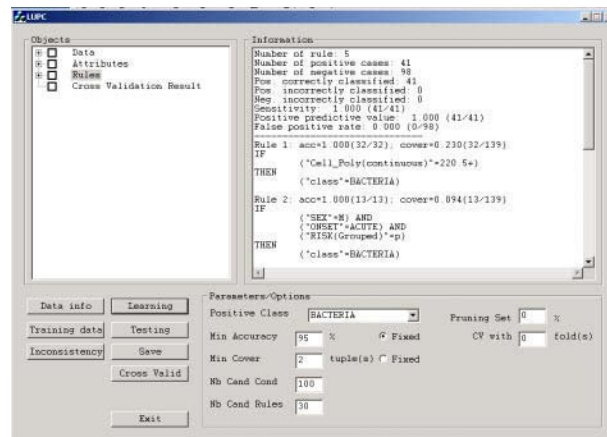 LUPC
Objects
Data
Attributes
Rules
Cross Validation Result
Information
Number of rule: 5
Number of positive cases: 41
Number of negative cases: 98
Pos. correctly classified: 41
Pos. incorrectly classified: 0
Neg. incorrectly classified: 0
Sensitivity: 1.000 (41/41)
Positive predictive value: 1.000 (41/41)
False positive rate: 0.000 (0/98)
Rule 1: acc=1.000(32/32); cover=0.230(32/139)
IF
("Cell_Poly(continuous)"=220.5+)
THEN
("class"=BACTERIA)
Rule 2: acc=1.000(13/13); cover=0.094(13/139)
IF
("SEX"=M) AND
("ONSET"=ACUTE) AND
("RISK(Grouped)"=p)
THEN
("class"=BACTERIA)
Data info
Learning
Training data
Testing
Inconsistency
Save
Cross Valid
Exit
Parameters/Options
Positive Class BACTERIA
Pruning Set 0 %
Min Accuracy 95 % Fixed
CV with 0 fold(s)
Min Cover 2 tuple(s) Fixed
Nb Cand Cond 100
Nb Cand Rules 30